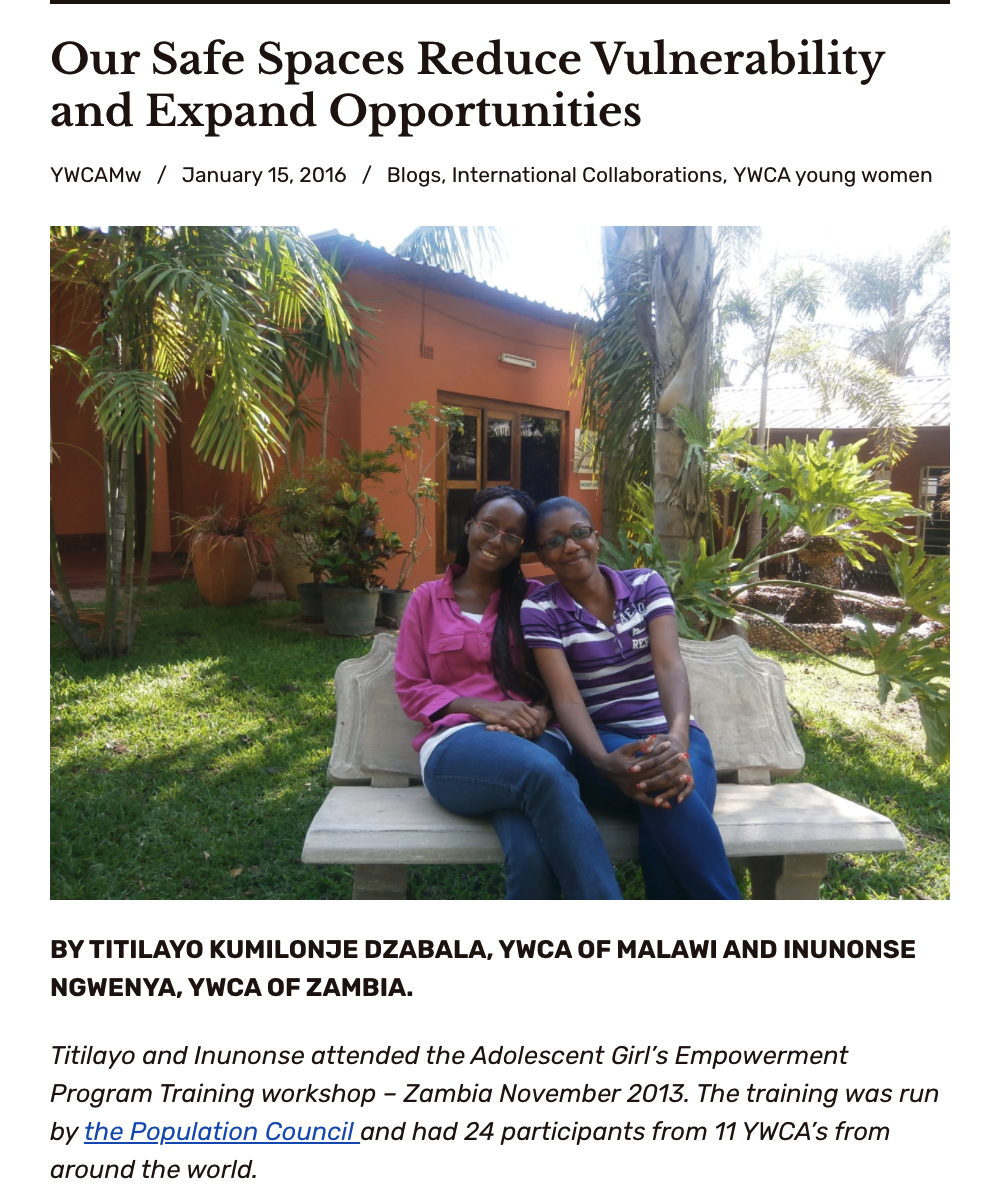 Our Safe Spaces Reduce Vulnerability
and Expand Opportunities
YWCAMw / January 15, 2016 / Blogs, International Collaborations, YWCA young women
BY TITILAYO KUMILONJE DZABALA, YWCA OF MALAWI AND INUNONSE
NGWENYA, YWCA OF ZAMBIA.
Titilayo and Inunonse attended the Adolescent Girl’s Empowerment
Program Training workshop – Zambia November 2013. The training was run
by the Population Council and had 24 participants from 11 YWCA’s from
around the world.